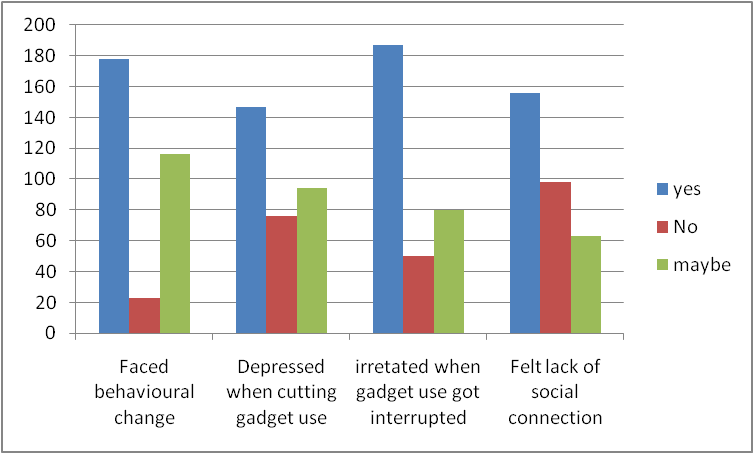 200
180
160
140
120
100
80
60
40
20
0
yes
No
maybe
Faced
behavioural
change
Depressed
when cutting
gadget use
irretated when
gadget use got
interrupted
Felt lack of
social
connection